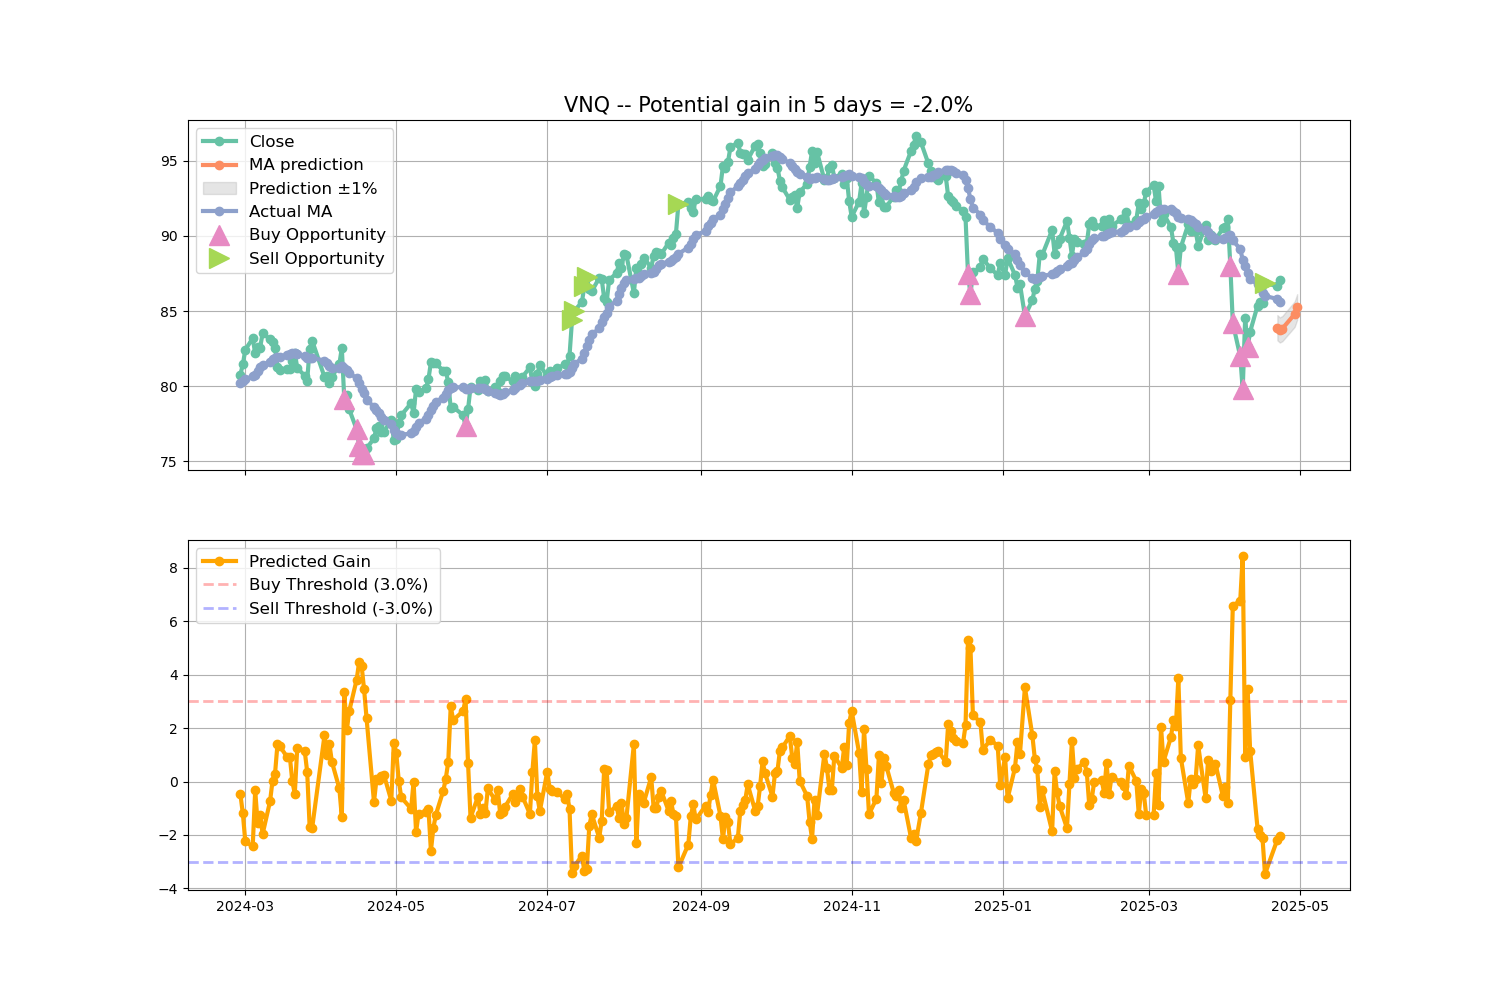 VNQ -- Potential gain in 5 days = -2.0%
Close
MA prediction
Prediction ±1%
Actual MA
Buy Opportunity
Sell Opportunity
95
90
85
80
75
Predicted Gain
Buy Threshold (3.0%)
Sell Threshold (-3.0%)
8
6
4
2
0
−2
−4
2024-03 2024-05 2024-07 2024-09 2024-11 2025-01 2025-03 2025-05